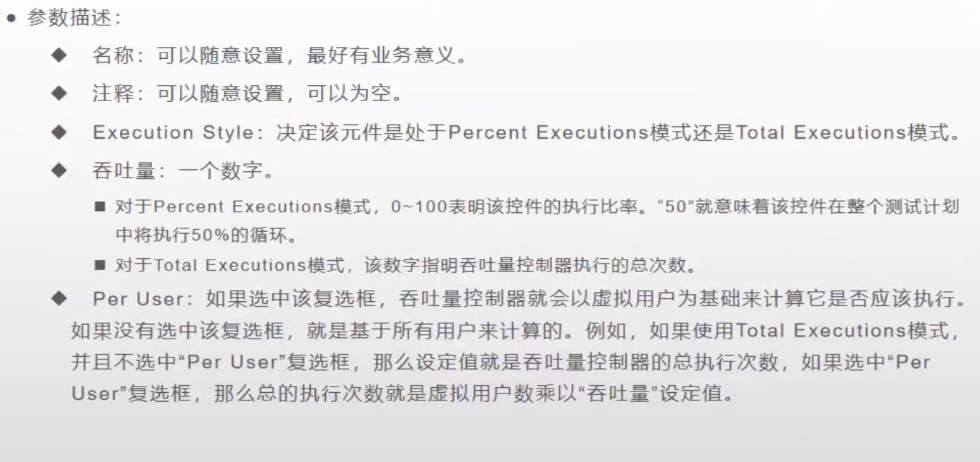 参数描述：
名称：可以随意设置，最好有业务意义。
注释：可以随意设置，可以为空。
Execution Style：决定该元件是处于Percent Executions模式还是Total Executions模式。
吞吐量：一个数字。
对于Percent Executions模式，0~100表明该控件的执行比率。“50”就意味着该控件在整个测试计划
中将执行50%的循环。
对于Total Executions模式，该数字指明吞吐量控制器执行的总次数。
Per User：如果选中该复选框，吞吐量控制器就会以虚拟用户为基础来计算它是否应该执行。
如果没有选中该复选框，就是基于所有用户来计算的。例如，如果使用Total Executions模式，
并且不选中“Per User”复选框，那么设定值就是吞吐量控制器的总执行次数，如果选中“Per
User”复选框，那么总的执行次数就是虚拟用户数乘以“吞吐量”设定值。